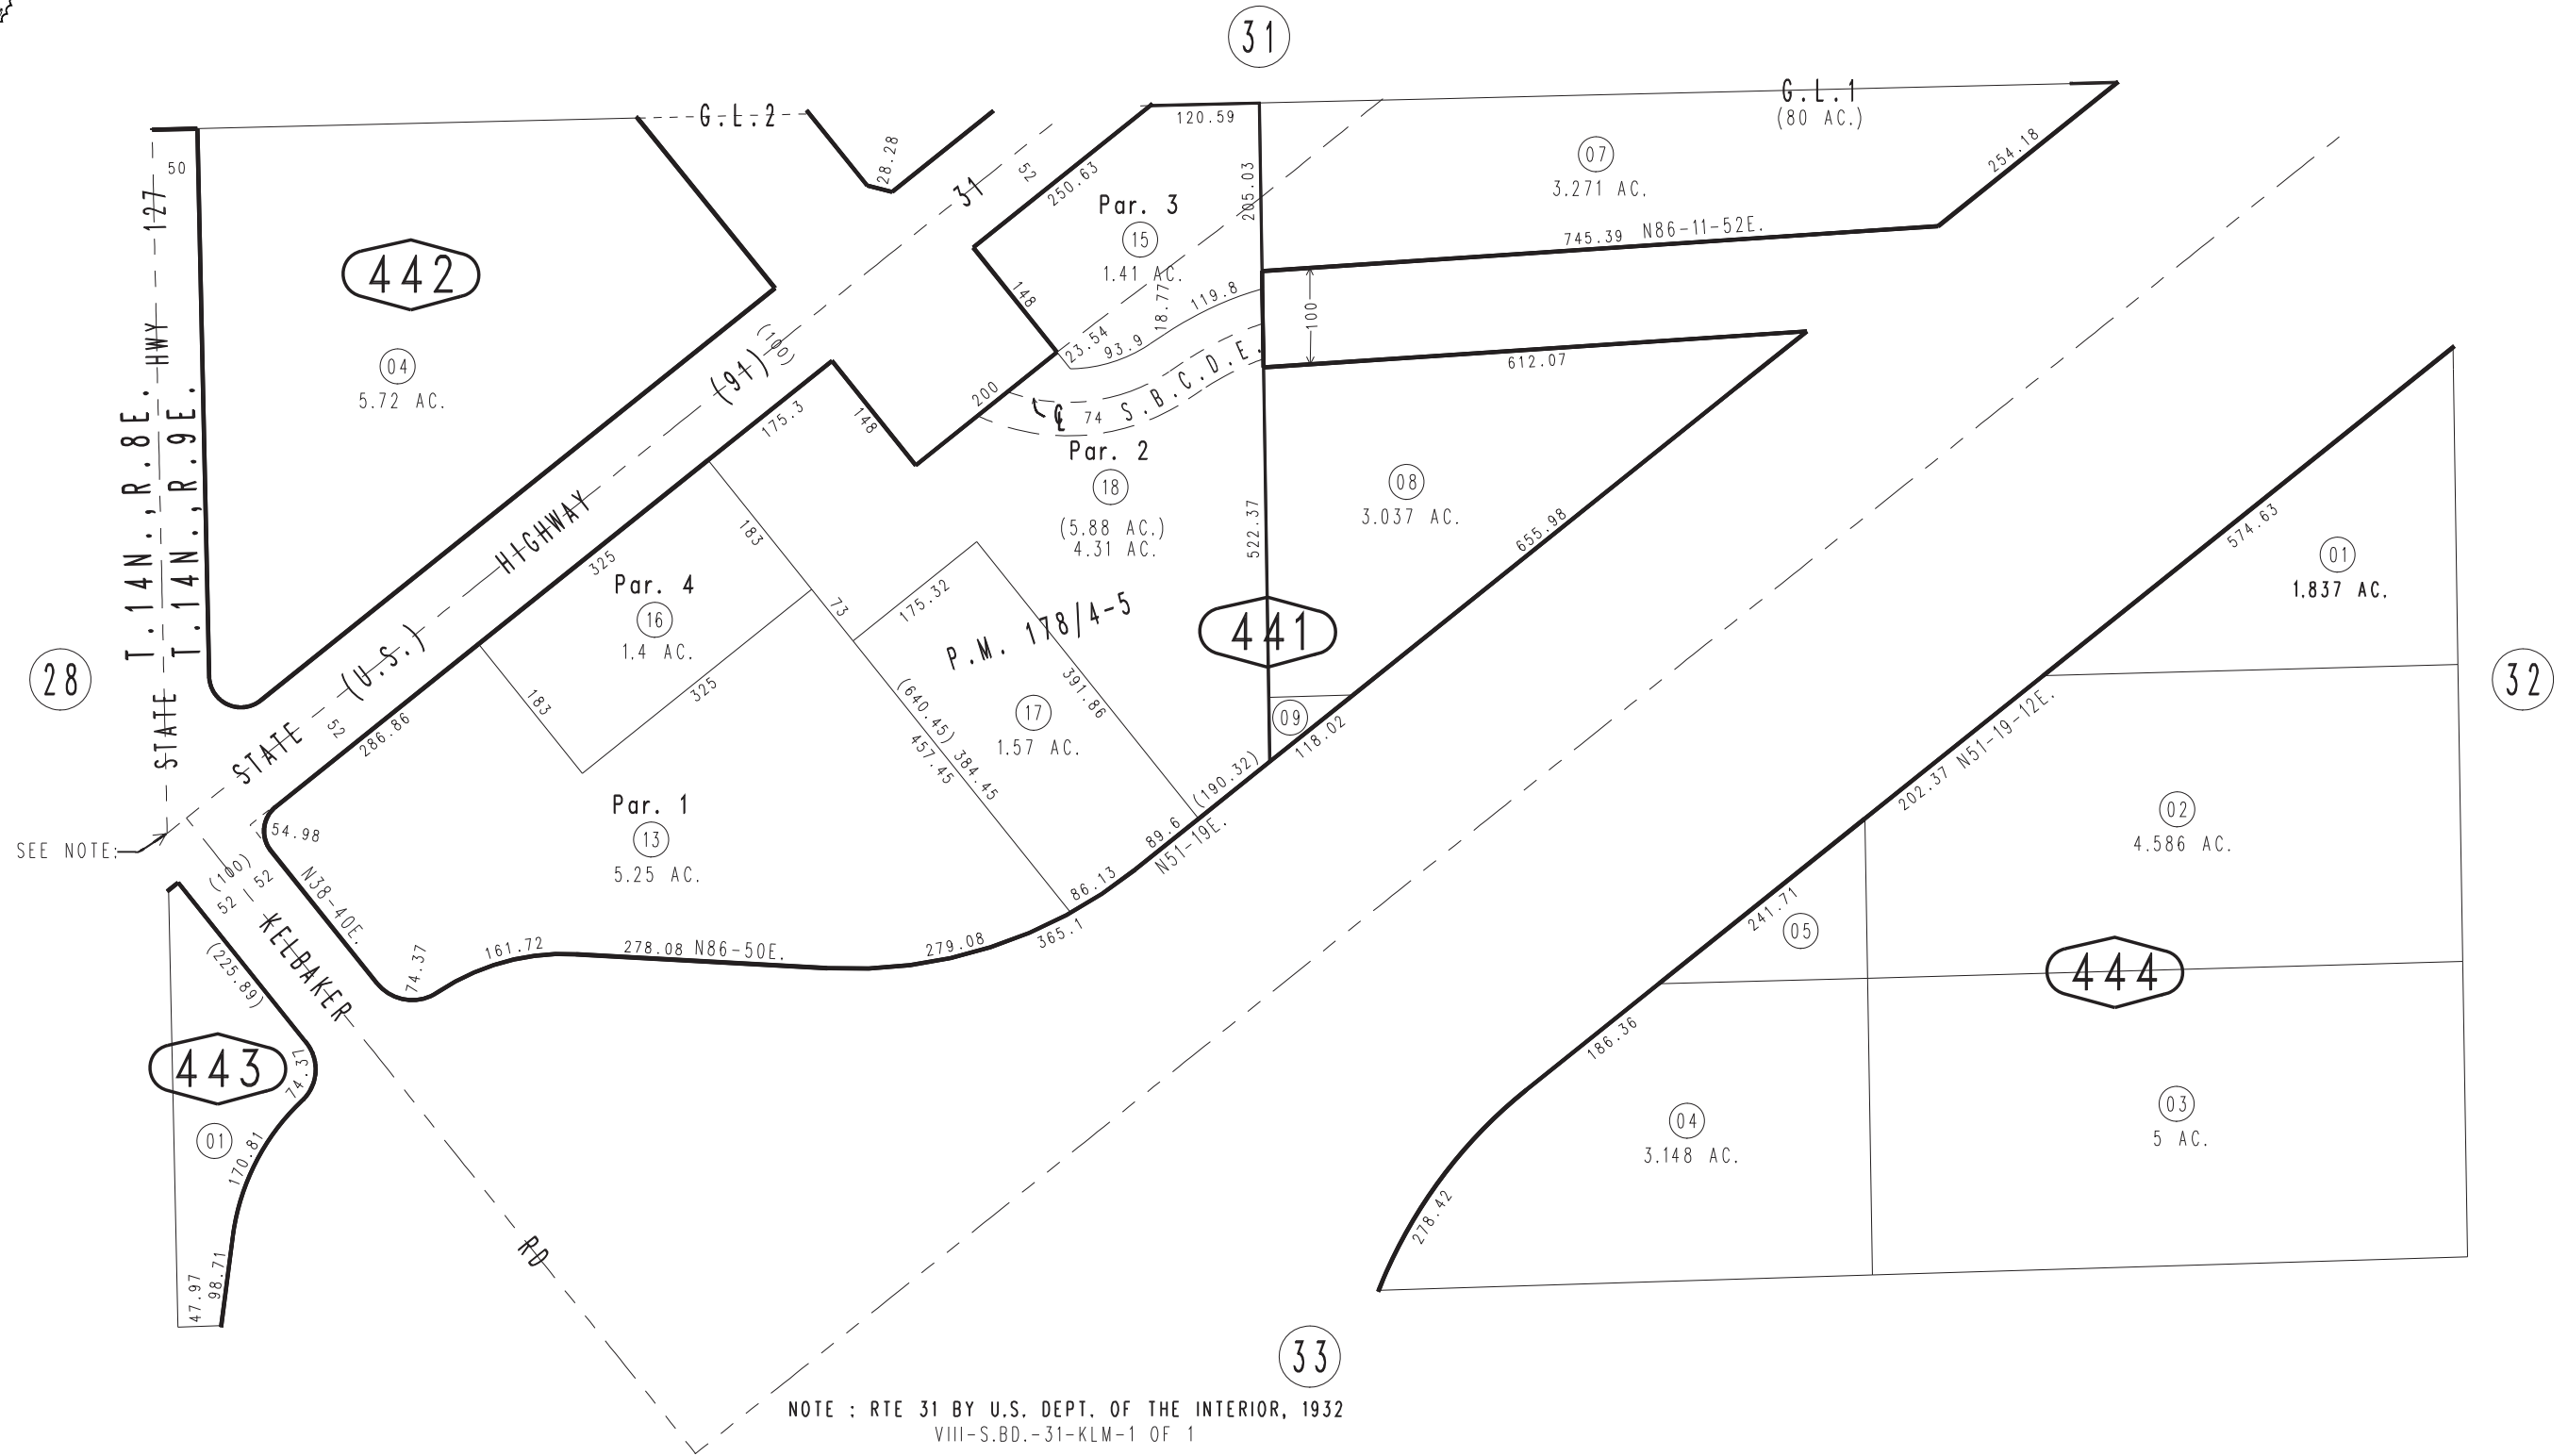 31
G.L.1
(80 AC.)
G.L.2
120.59
50
28.28
52
250.63
205.03
07
3.271 AC.
254.18
STATE HWY 127
T.14N.,R.8E.
T.14N.,R.9E.
442
04
5.72 AC.
STATE (U.S.) HIGHWAY (91) 31
(100)
Par. 3
15
1.41 AC.
148
18.77
119.8
23.54
93.9
745.39 N86-11-52E.
100
612.07
175.3
148
200
℄ 74 S.B.C.D.E.
Par. 2
18
(5.88 AC.)
4.31 AC.
522.37
08
3.037 AC.
655.98
574.63
01
1.837 AC.
325
183
Par. 4
16
1.4 AC.
183
325
73
175.32
P.M. 178/4-5
391.86
441
28
32
(640.45) 384.45
457.45
17
1.57 AC.
09
118.02
(190.32)
52
286.86
Par. 1
13
5.25 AC.
54.98
SEE NOTE:
(100)
52
52
N38-40E.
89.6
N51-19E.
86.13
365.1
279.08
278.08 N86-50E.
161.72
74.37
202.37 N51-19-12E.
02
4.586 AC.
241.71
05
444
KELBAKER RD
(225.89)
443
74.37
01
170.81
47.97
98.71
186.36
04
3.148 AC.
03
5 AC.
278.42
33
NOTE : RTE 31 BY U.S. DEPT. OF THE INTERIOR, 1932
VIII-S.BD.-31-KLM-1 OF 1